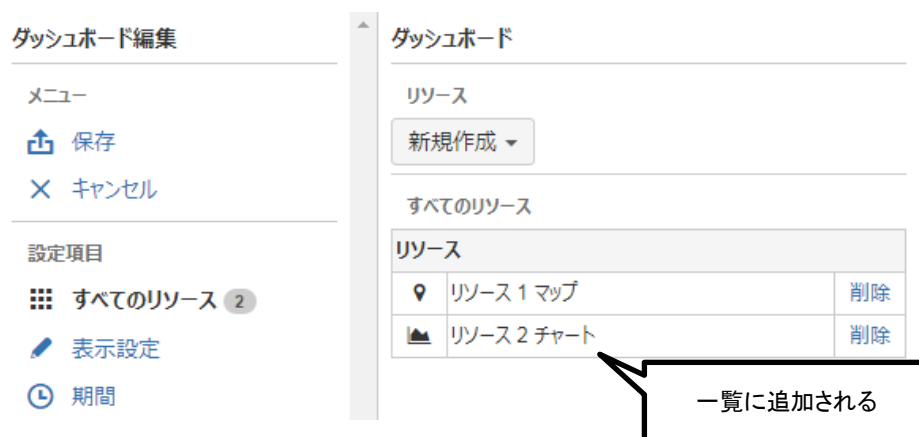 ダッシュボード編集
メニュー
保存
キャンセル
設定項目
すべてのリソース 2
表示設定
期間
ダッシュボード
リソース
新規作成
すべてのリソース
リソース
リソース 1 マップ 削除
リソース 2 チャート 削除
一覧に追加される